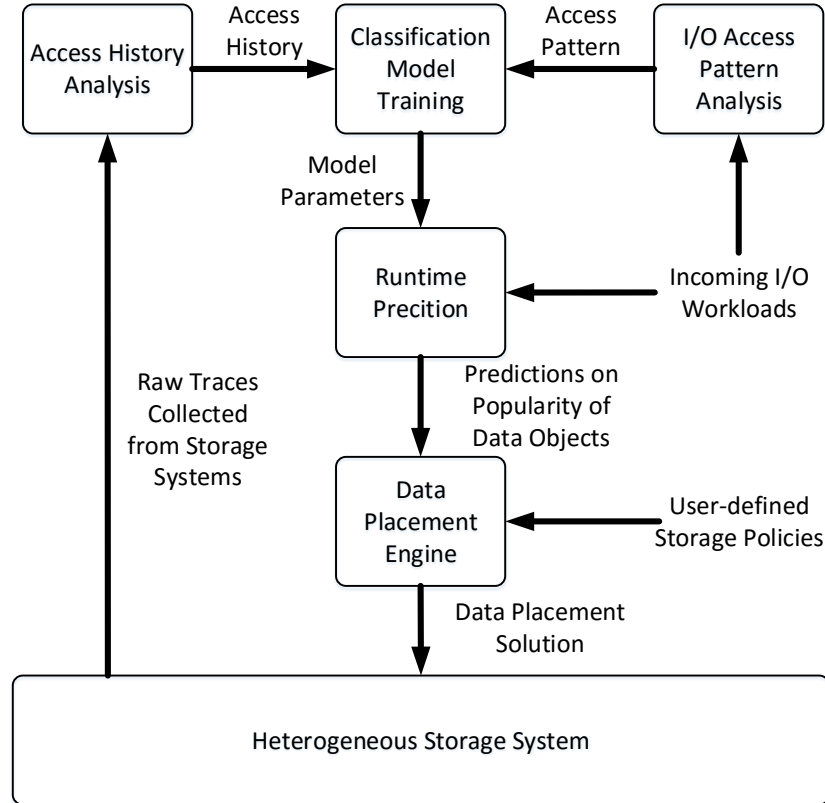 Access History
Analysis
Access
History
Classification
Model
Training
Access
Pattern
I/O Access
Pattern
Analysis
Model
Parameters
Runtime
Precition
Incoming I/O
Workloads
Raw Traces
Collected
from Storage
Systems
Predictions on
Popularity of
Data Objects
Data
Placement
Engine
User-defined
Storage Policies
Data Placement
Solution
Heterogeneous Storage System